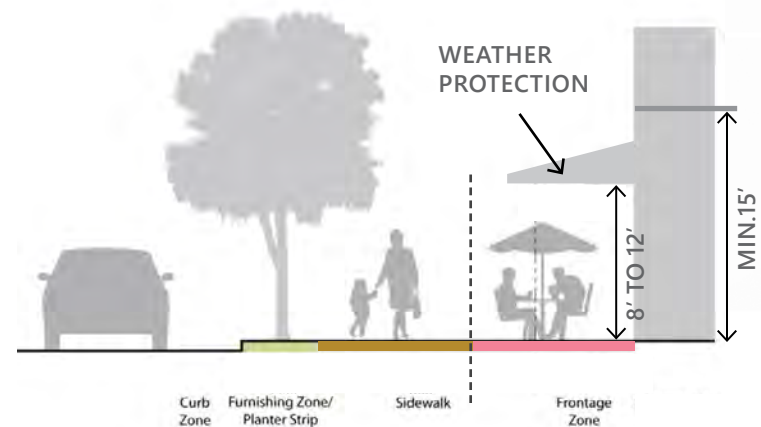 WEATHER
PROTECTION
8’ TO 12’
MIN.15’
Curb
Zone
Furnishing Zone/
Planter Strip
Sidewalk
Frontage
Zone